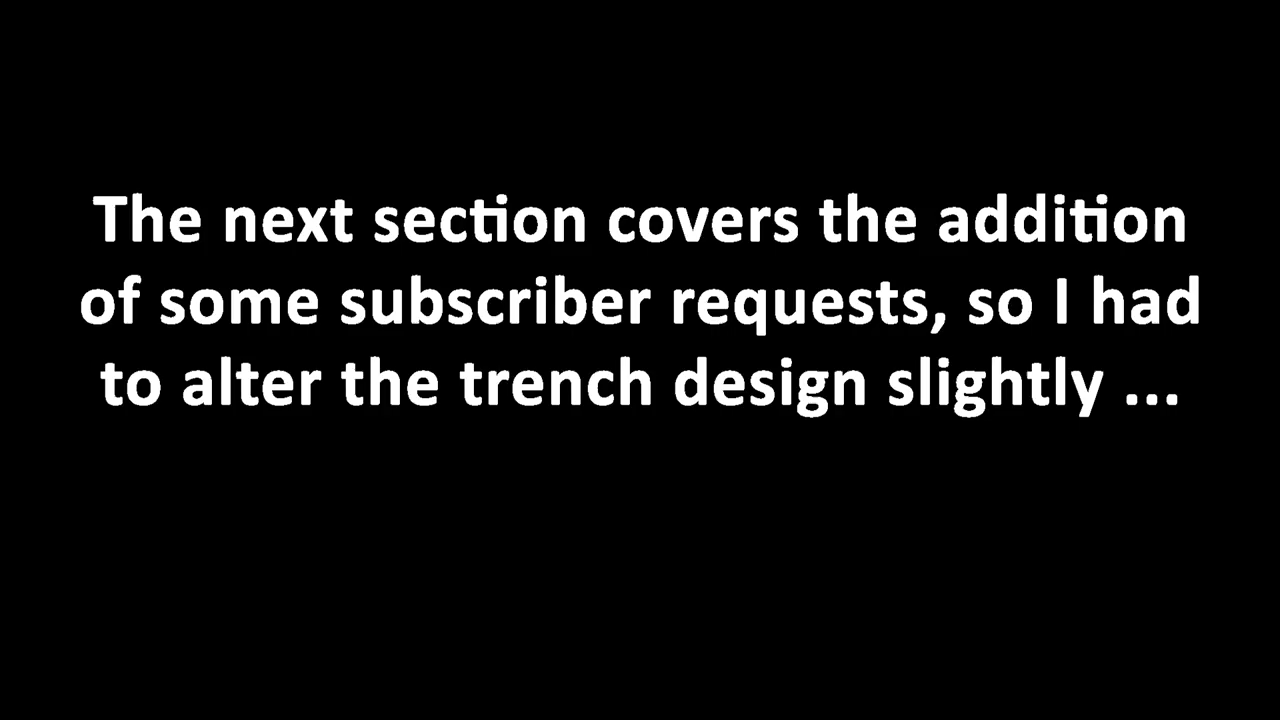 The next section covers the addition
of some subscriber requests, so I had
to alter the trench design slightly ...